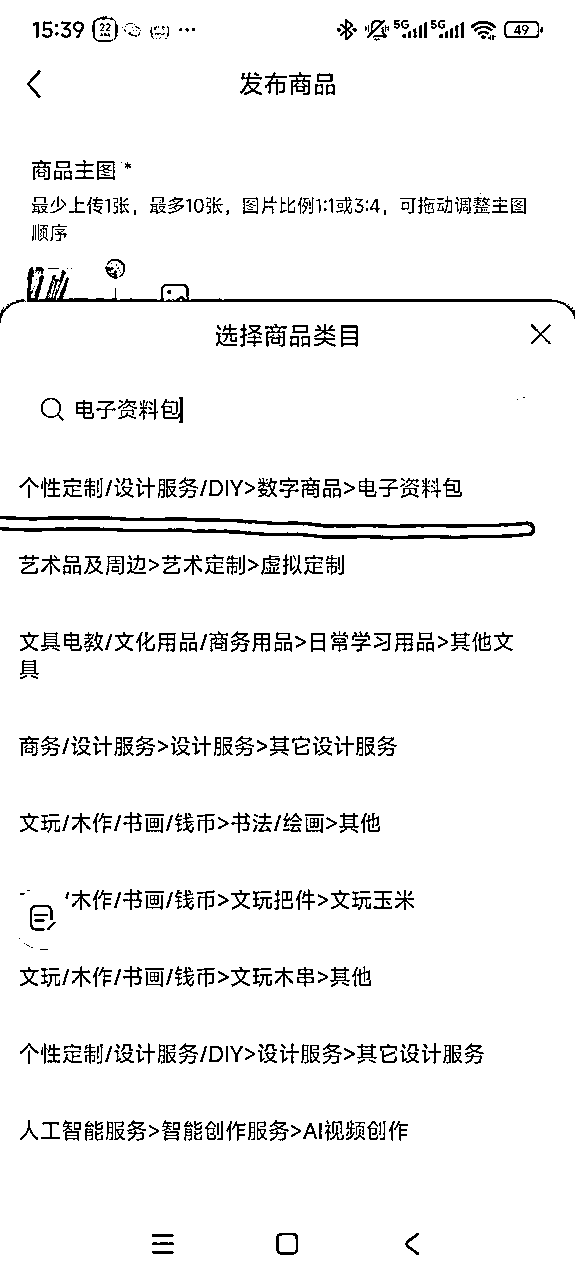 15:39
22
5G
5G
49
发布商品
商品主图 *
最少上传1张，最多10张，图片比例1:1或3:4，可拖动调整主图
顺序
选择商品类目
电子资料包
个性定制/设计服务/DIY>数字商品>电子资料包
艺术品及周边>艺术定制>虚拟定制
文具电教/文化用品/商务用品>日常学习用品>其他文
具
商务/设计服务>设计服务>其它设计服务
文玩/木作/书画/钱币>书法/绘画>其他
木作/书画/钱币>文玩把件>文玩玉米
文玩/木作/书画/钱币>文玩木串>其他
个性定制/设计服务/DIY>设计服务>其它设计服务
人工智能服务>智能创作服务>AI视频创作